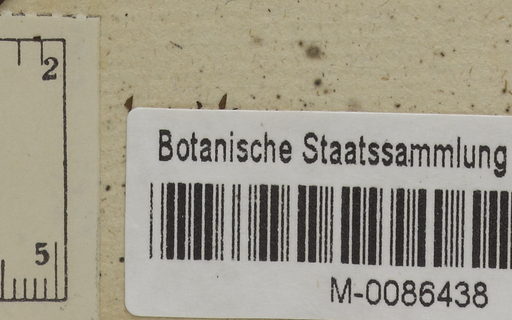 2
5
Botanische Staatssammlung
M-0086438